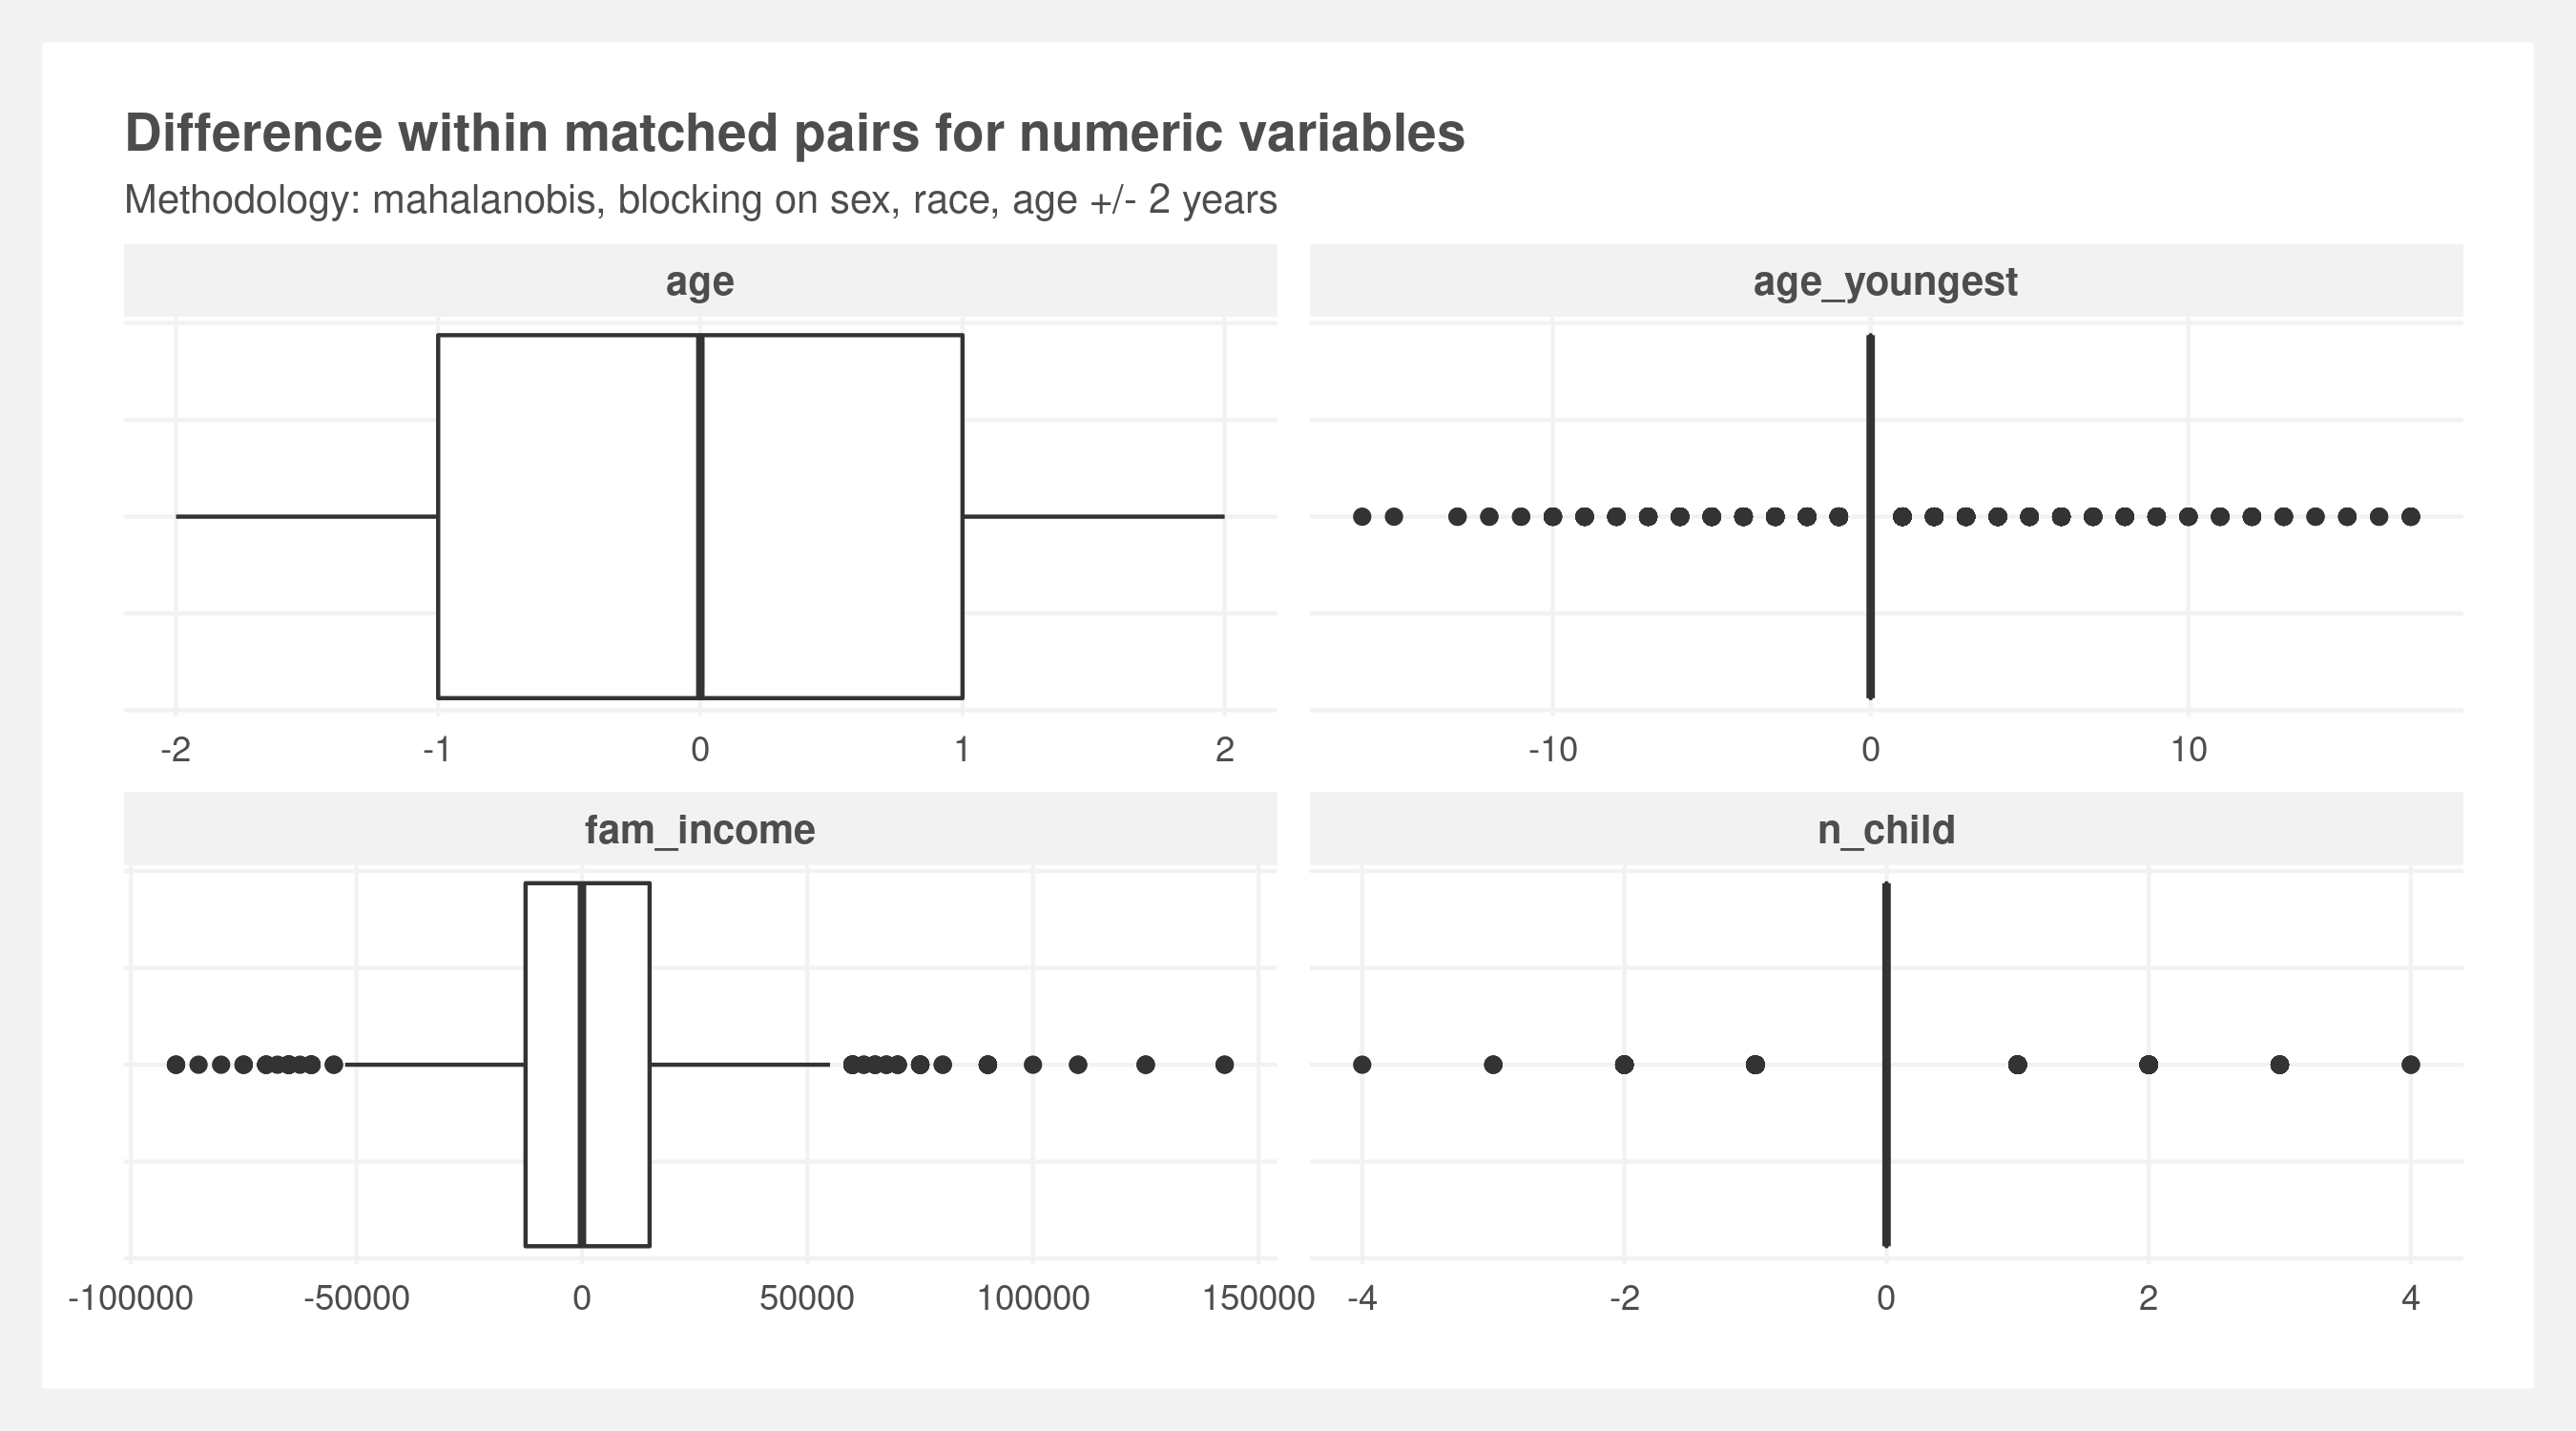 Difference within matched pairs for numeric variables
Methodology: mahalanobis, blocking on sex, race, age +/- 2 years
age
-2 -1 0 1 2
age_youngest
-10 0 10
fam_income
-100000 -50000 0 50000 100000 150000
n_child
-4 -2 0 2 4